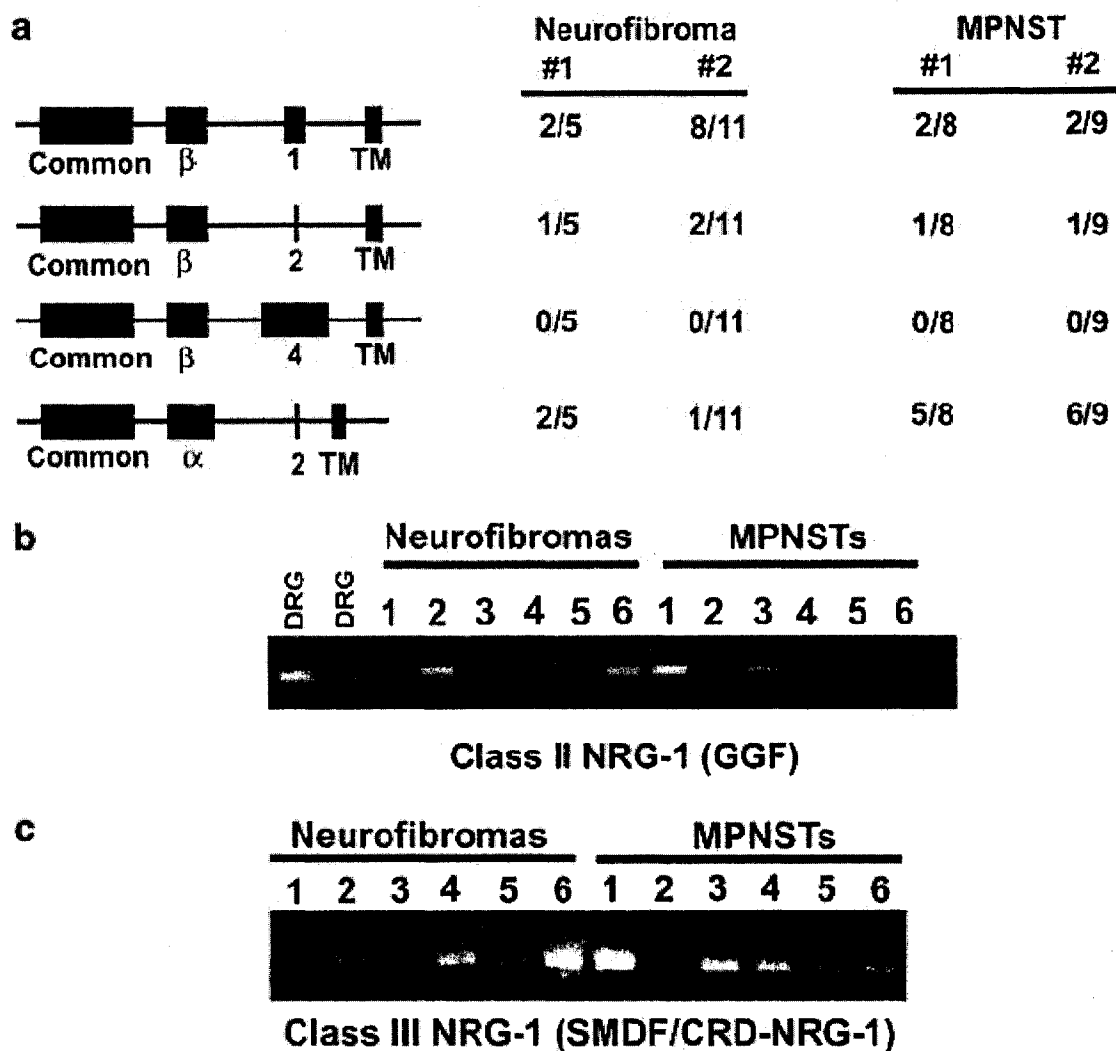 a
Neurofibroma MPNST
#1 #2 #1 #2
2/5 8/11 2/8 2/9
Common β 1 TM
1/5 2/11 1/8 1/9
Common β 2 TM
0/5 0/11 0/8 0/9
Common β 4 TM
2/5 1/11 5/8 6/9
Common α 2 TM
b
Neurofibromas MPNSTs
DRG DRG 1 2 3 4 5 6 1 2 3 4 5 6
Class II NRG-1 (GGF)
c
Neurofibromas MPNSTs
1 2 3 4 5 6 1 2 3 4 5 6
Class III NRG-1 (SMDF/CRD-NRG-1)